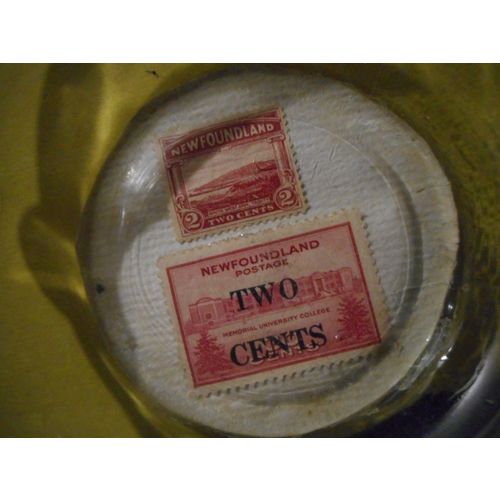 NEWFOUNDLAND
2 2
TWO CENTS
NEWFOUNDLAND
POSTAGE
TWO
MEMORIAL UNIVERSITY COLLEGE
CENTS